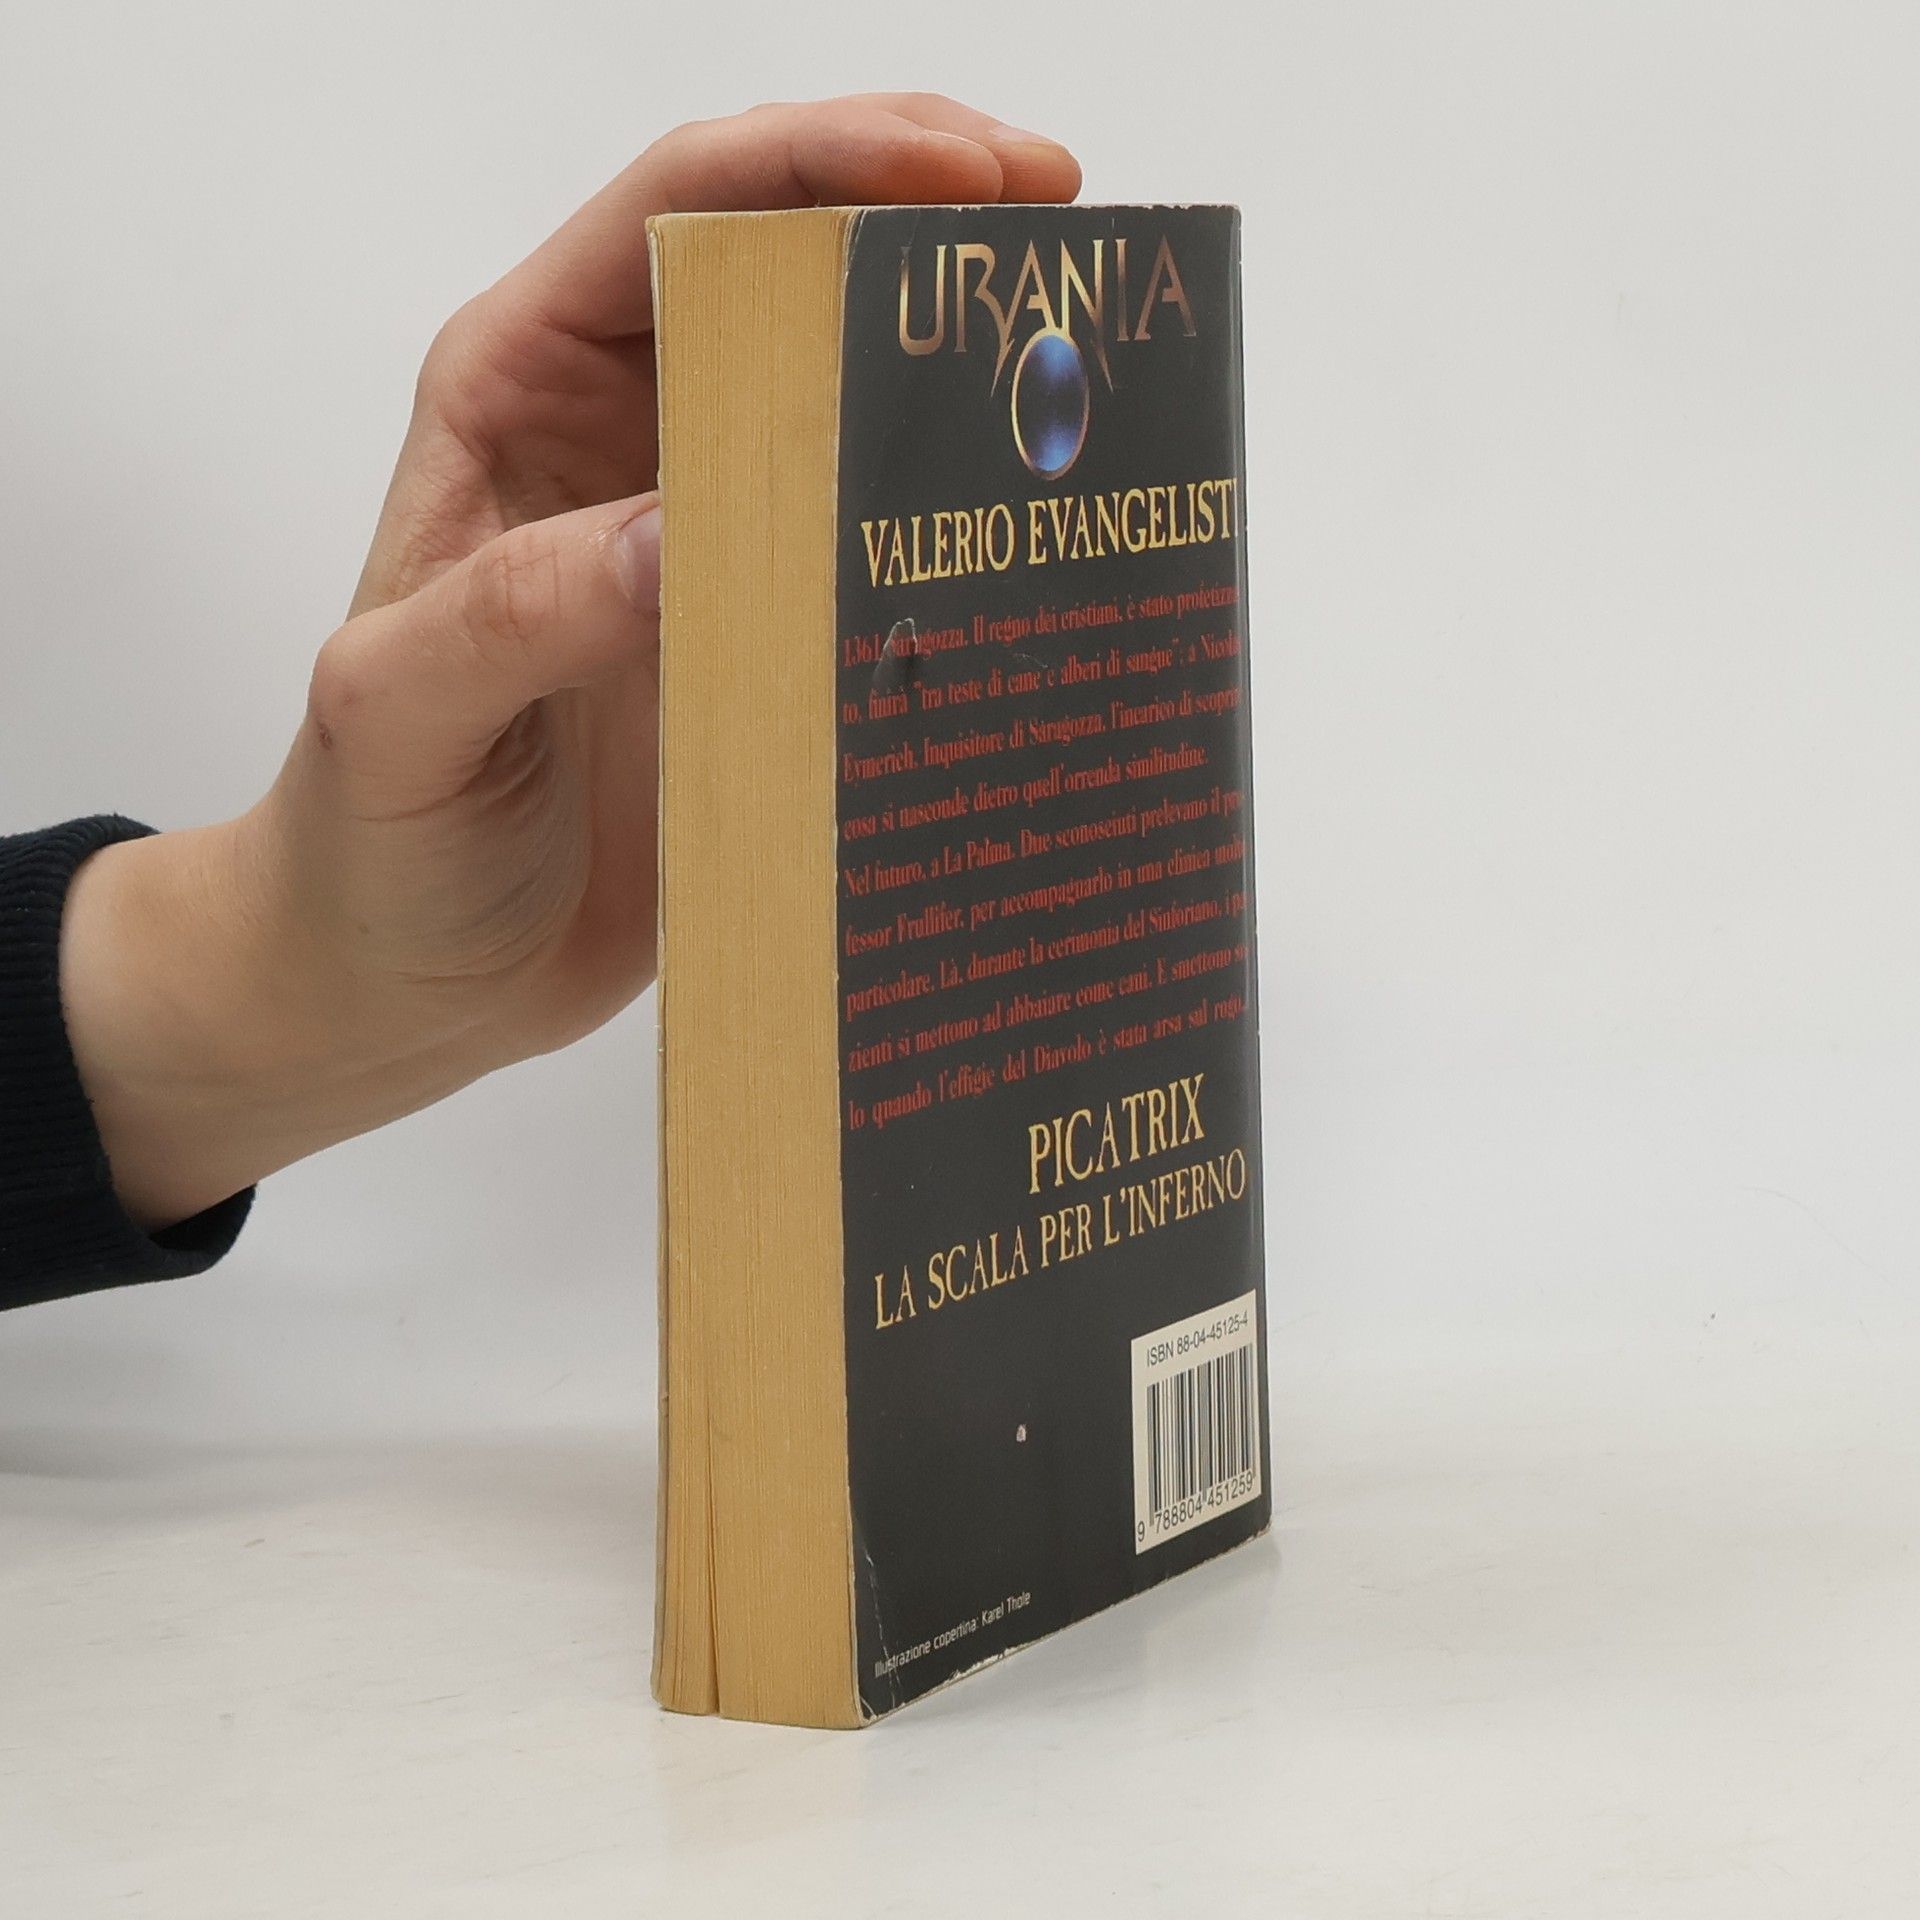 URANIA
VALERIO EVANGELISTI
1361, Saragozza. Il regno dei cristiani, è stato profetizza-
to, finirà "tra teste di cane e alberi di sangue"; a Nicolas
Eymerich, Inquisitore di Saragozza, l'incarico di scoprire
cosa si nasconde dietro quell'orrenda similitudine.
Nel futuro, a La Palma. Due sconosciuti prelevano il pro-
fessor Frullifer, per accompagnarlo in una clinica molto
particolare. Là, durante la cerimonia del Sinforiano, i pa-
zienti si mettono ad abbaiare come cani. E smettono so-
lo quando l'effigie del Diavolo è stata arsa sul rogo.
PICATRIX
LA SCALA PER L'INFERNO
ISBN 88-04-45125-4
9 788804 451259
Illustrazione copertina: Karel Thole